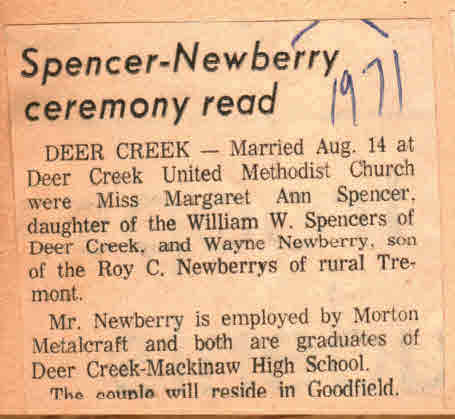 Spencer-Newberry
1971
ceremony read
DEER CREEK — Married Aug. 14 at
Deer Creek United Methodist Church
were Miss Margaret Ann Spencer,
daughter of the William W. Spencers of
Deer Creek, and Wayne Newberry, son
of the Roy C. Newberrys of rural Tre-
mont.
Mr. Newberry is employed by Morton
Metalcraft and both are graduates of
Deer Creek-Mackinaw High School.
The couple will reside in Goodfield.